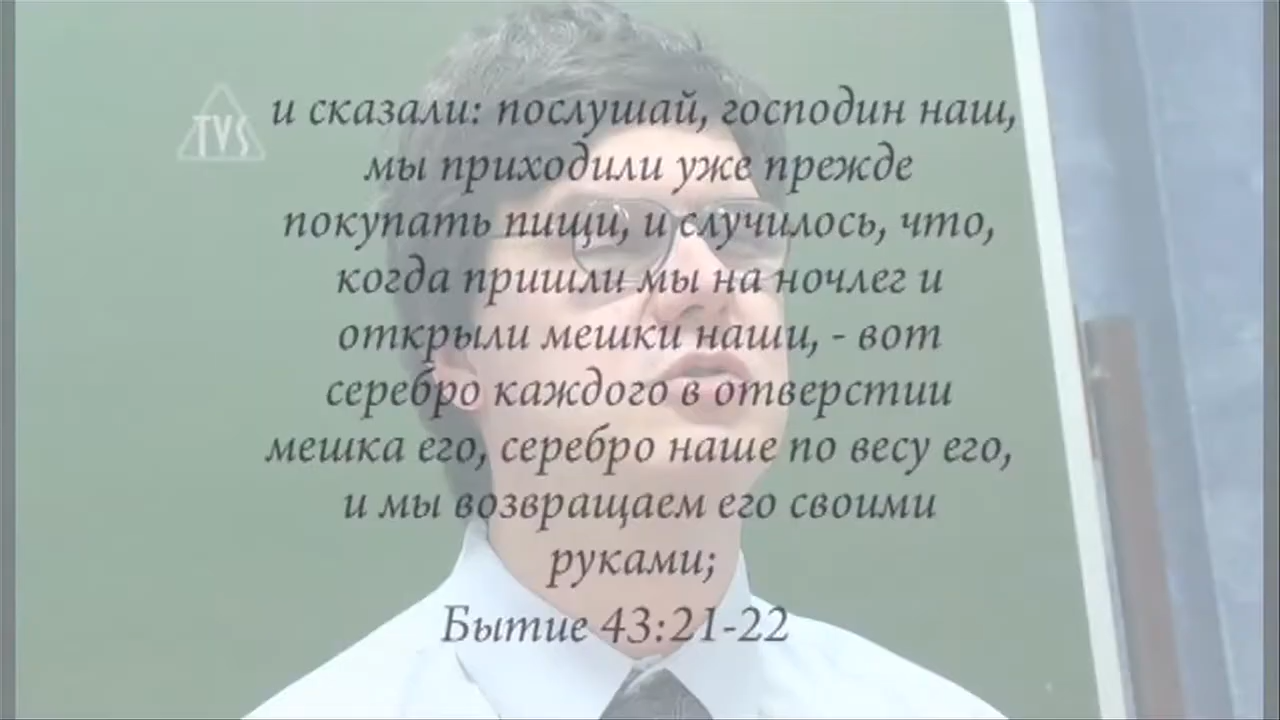 TVS
и сказали: послушай, господин наш,
мы приходили уже прежде
покупать пищи, и случилось, что,
когда пришли мы на ночлег и
открыли мешки наши, - вот
серебро каждого в отверстии
мешка его, серебро наше по весу его,
и мы возвращаем его своими
руками;
Бытие 43:21-22